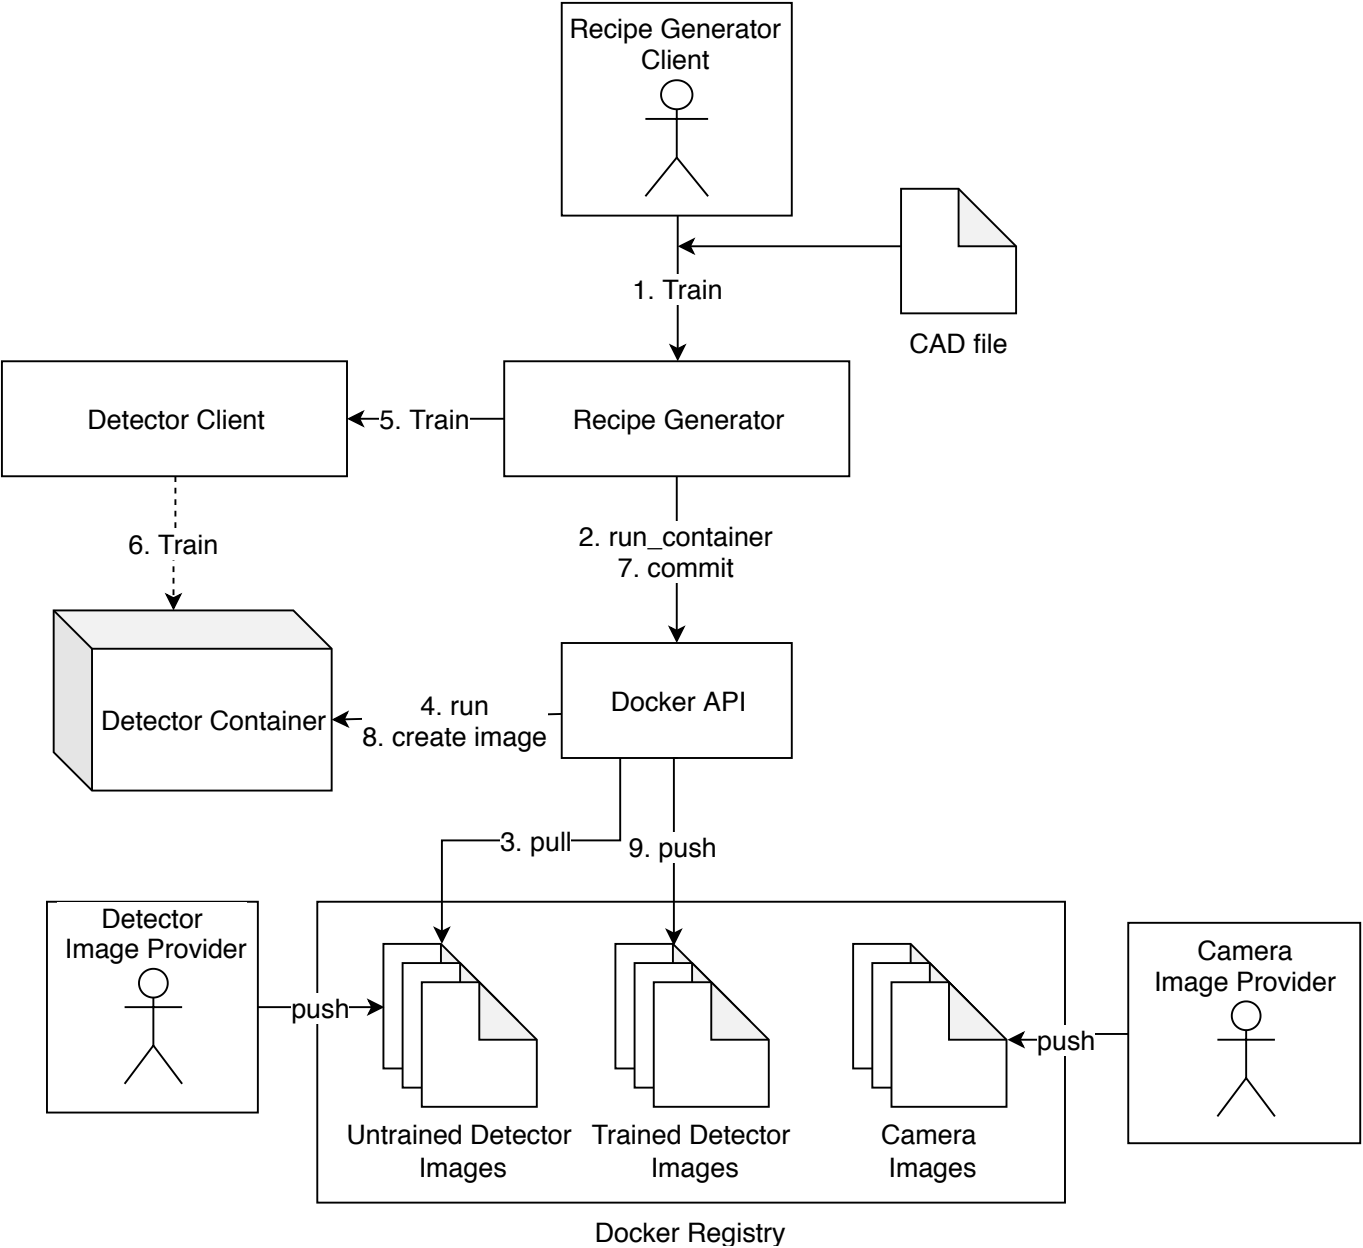 Recipe Generator
Client
1. Train
CAD file
Detector Client
5. Train
Recipe Generator
6. Train
2. run_container
7. commit
Detector Container
4. run
8. create image
Docker API
3. pull
9. push
Detector
Image Provider
push
Camera
Image Provider
push
Untrained Detector
Images
Trained Detector
Images
Camera
Images
Docker Registry